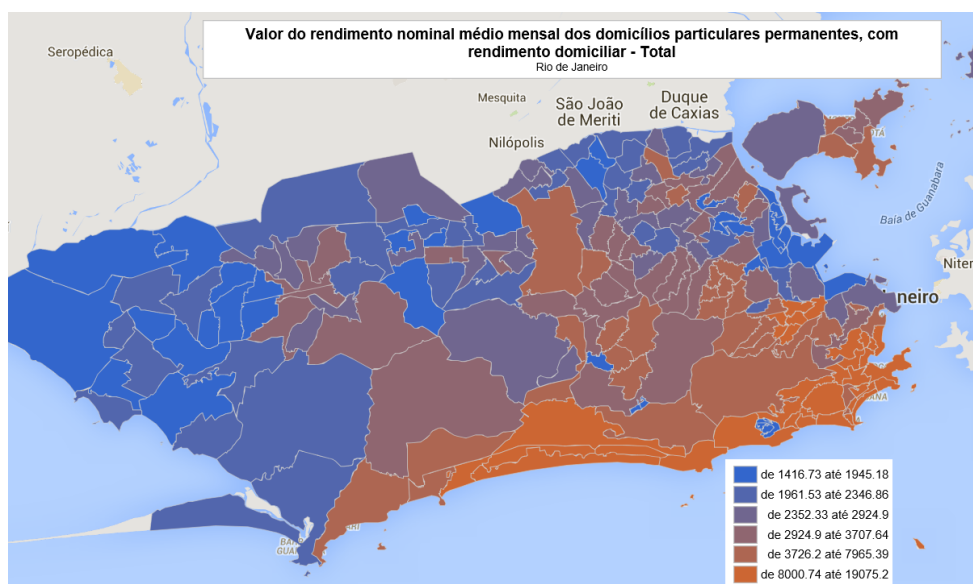 Valor do rendimento nominal médio mensal dos domicílios particulares permanentes, com
rendimento domiciliar - Total
Rio de Janeiro
Seropédica
Mesquita
São João
de Meriti
Duque
de Caxias
Nilópolis
Baía de Guanabara
Niter
neiro
de 1416.73 até 1945.18
de 1961.53 até 2346.86
de 2352.33 até 2924.9
de 2924.9 até 3707.64
de 3726.2 até 7965.39
de 8000.74 até 19075.2